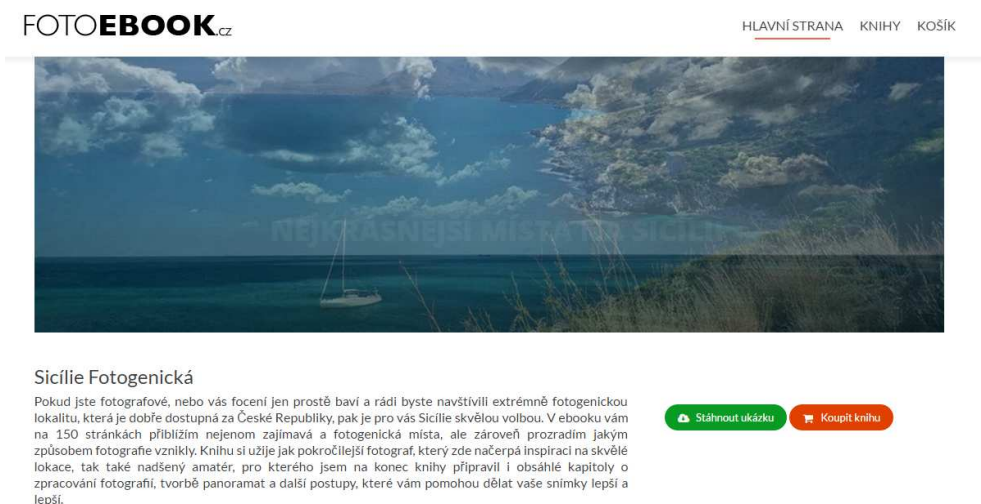 FOTOEBOOK.cz
HLAVNÍ STRANA KNIHY KOŠÍK
NEJKRÁSNEJŠÍ MÍSTA NA SICÍLII
Sicílie Fotogenická
Pokud jste fotografové, nebo vás focení jen prostě baví a rádi byste navštívili extrémně fotogenickou
lokalitu, která je dobře dostupná za České Republiky, pak je pro vás Sicílie skvělou volbou. V ebooku vám
na 150 stránkách přiblížím nejenom zajímavá a fotogenická místa, ale zároveň prozradím jakým
způsobem fotografie vznikly. Knihu si užije jak pokročilejší fotograf, který zde načerpá inspiraci na skvělé
lokace, tak také nadšený amatér, pro kterého jsem na konec knihy připravil i obsáhlé kapitoly o
zpracování fotografií, tvorbě panoramat a další postupy, které vám pomohou dělat vaše snímky lepší a
lepší.
Stáhnout ukázku
Koupit knihu